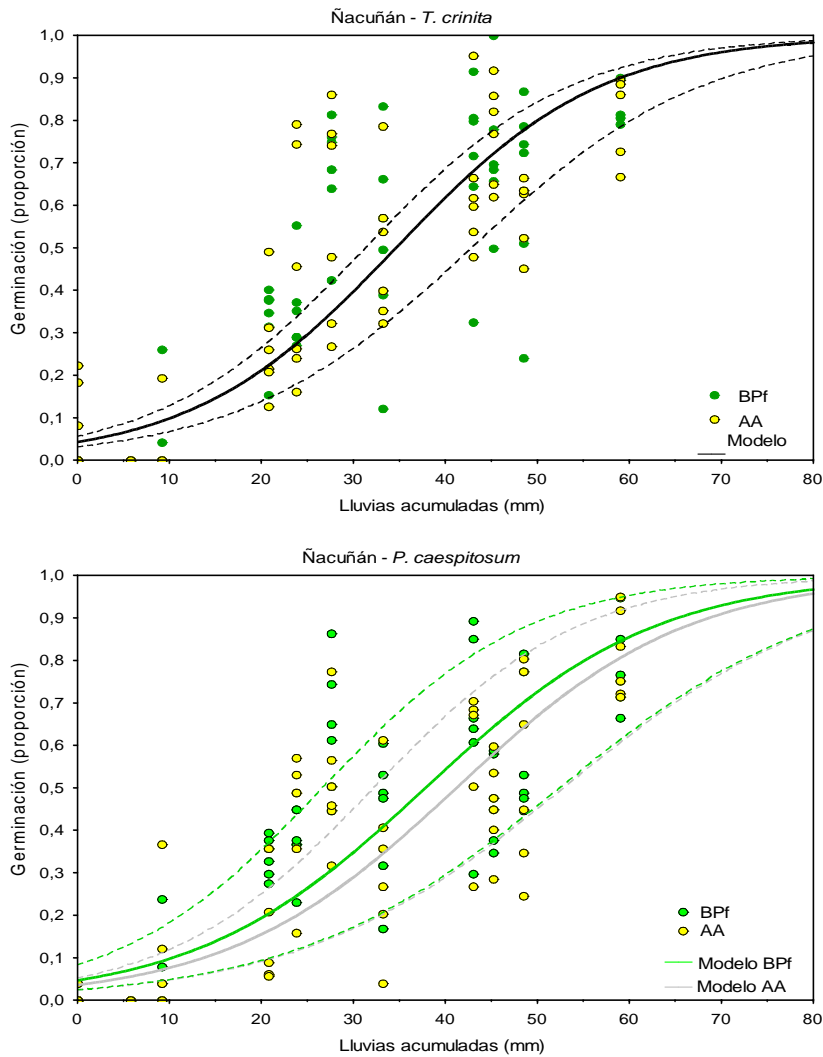 Ñacuñán - T. crinita
1,0
0,9
0,8
0,7
0,6
0,5
0,4
0,3
0,2
0,1
0,0
Germinación (proporción)
BPf
AA
Modelo
0 10 20 30 40 50 60 70 80
Lluvias acumuladas (mm)
Ñacuñán - P. caespitosum
1,0
0,9
0,8
0,7
0,6
0,5
0,4
0,3
0,2
0,1
0,0
Germinación (proporción)
BPf
AA
Modelo BPf
Modelo AA
0 10 20 30 40 50 60 70 80
Lluvias acumuladas (mm)